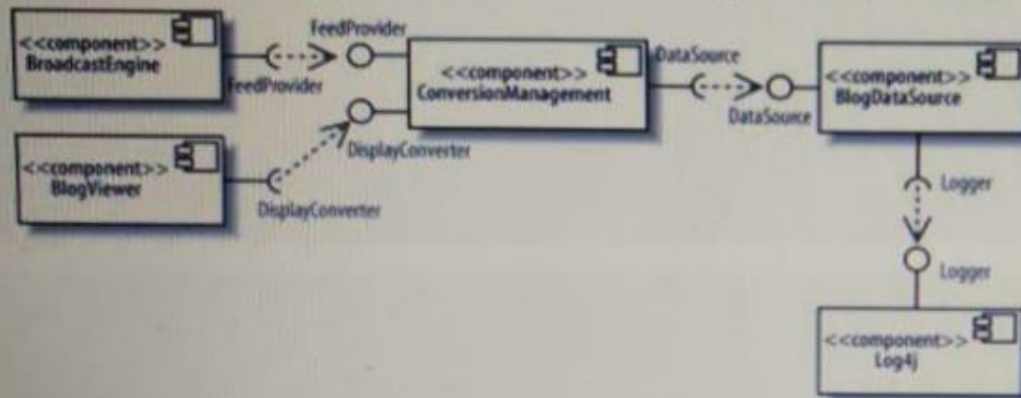 <<component>>
BroadcastEngine
FeedProvider
FeedProvider
<<component>>
ConversionManagement
DataSource
DataSource
<<component>>
BlogDataSource
<<component>>
BlogViewer
DisplayConverter
DisplayConverter
Logger
Logger
<<component>>
Log4j